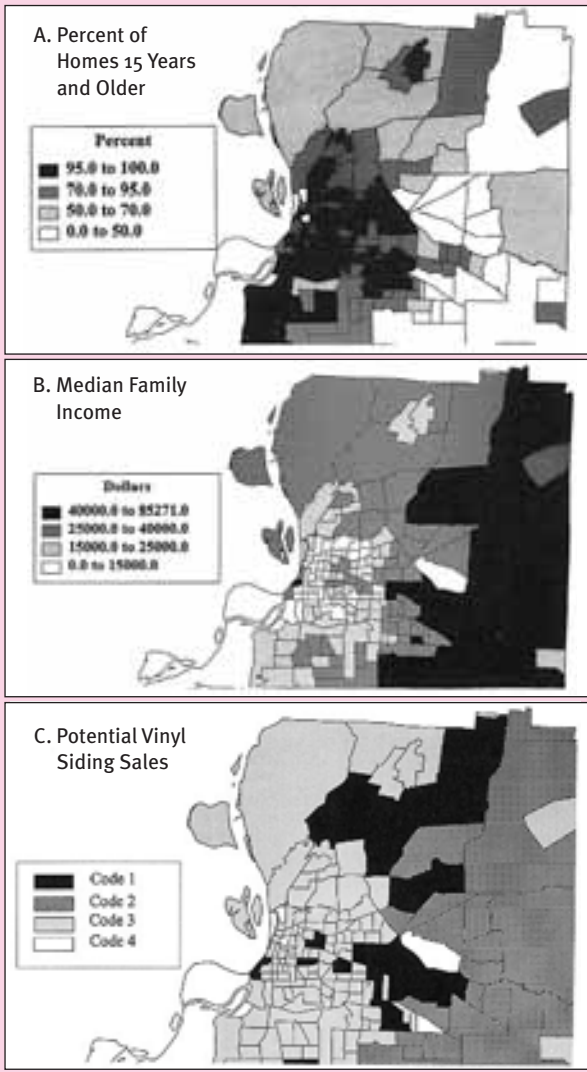 A. Percent of
Homes 15 Years
and Older
Percent
95.0 to 100.0
70.0 to 95.0
50.0 to 70.0
0.0 to 50.0
B. Median Family
Income
Dollars
40000.0 to 85271.0
25000.0 to 40000.0
15000.0 to 25000.0
0.0 to 15000.0
C. Potential Vinyl
Siding Sales
Code 1
Code 2
Code 3
Code 4